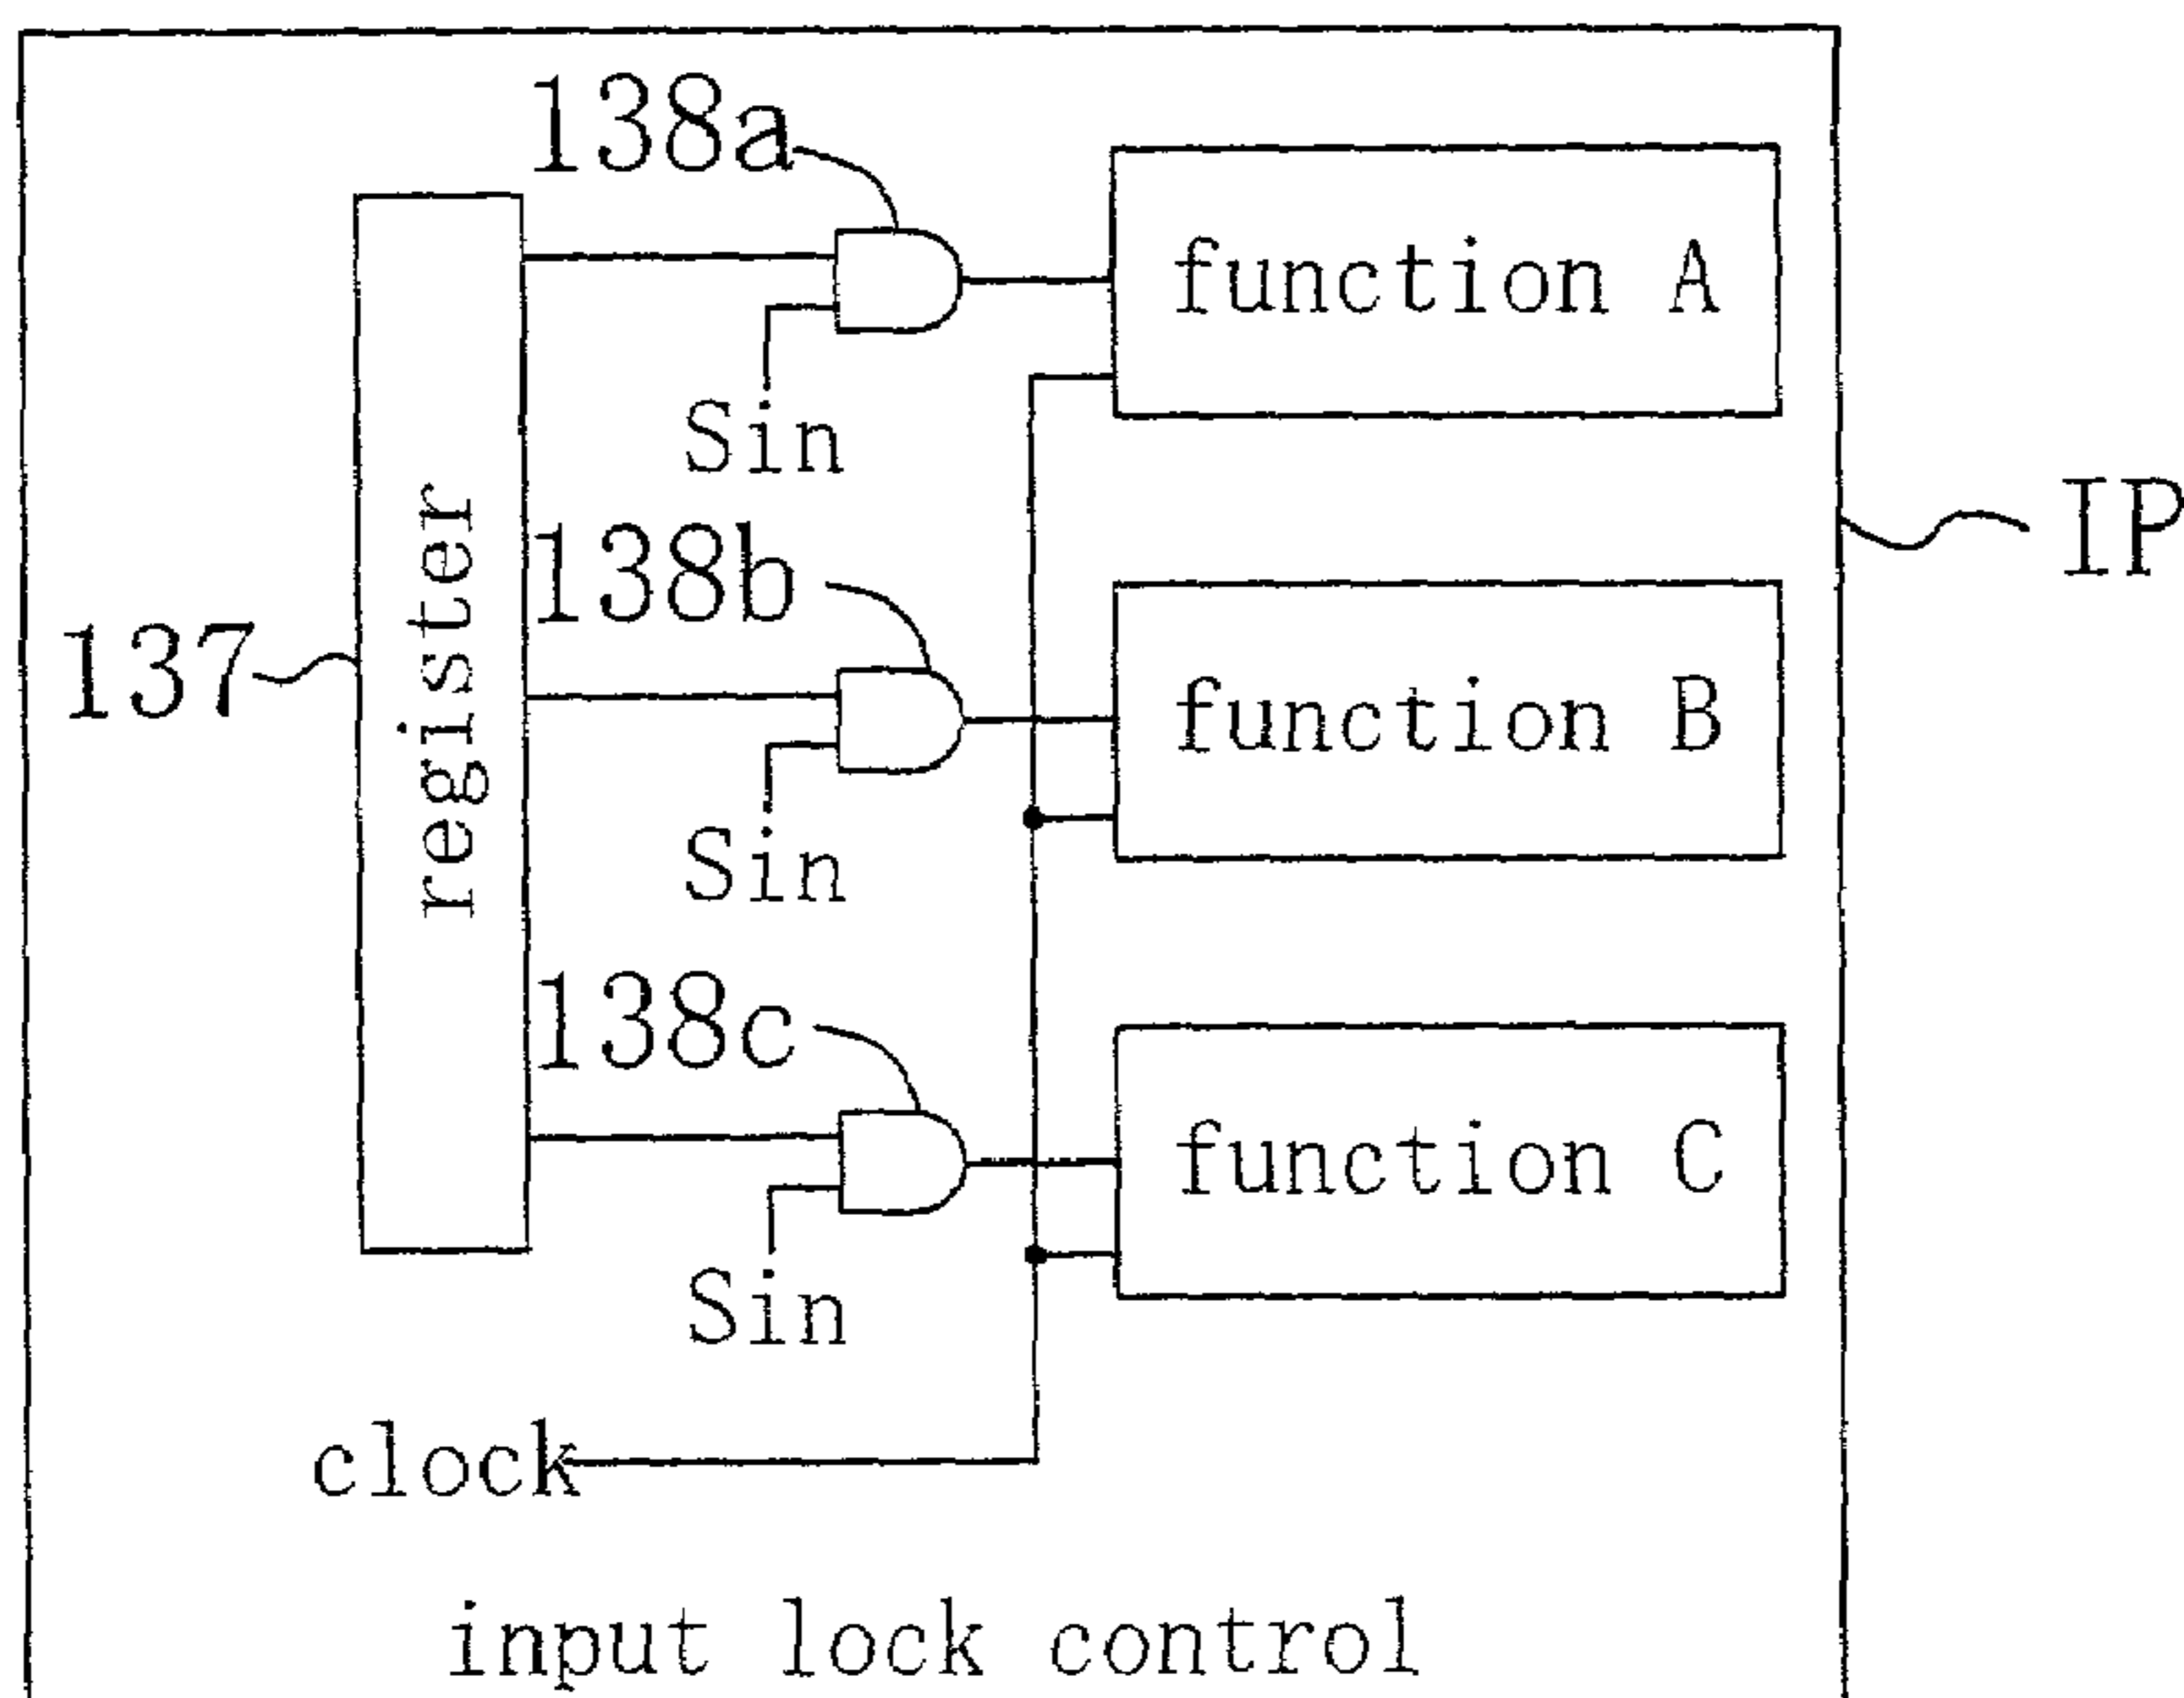 138a
function A
Sin
IP
138b
137
register
function B
Sin
138c
function C
Sin
clock
input lock control